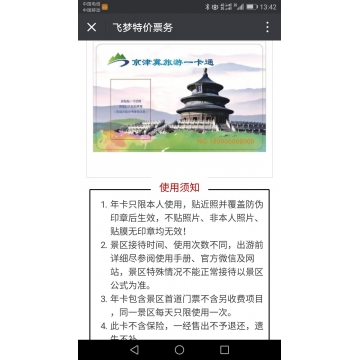 中国电信
中国移动
13:42
飞梦特价票务
京津冀旅游一卡通
使用须知
1. 年卡只限本人使用，贴近照并覆盖防伪
印章后生效，不贴照片、非本人照片、
贴膜无印章均无效！
2. 景区接待时间、使用次数不同，出游前
详细尽参阅使用手册、官方微信及网
站，景区特殊情况不能正常接待以景区
公式为准。
3. 年卡包含景区首道门票不含另收费项目
，同一景区每天只限使用一次。
4. 此卡不含保险，一经售出不予退还，遗
失不补